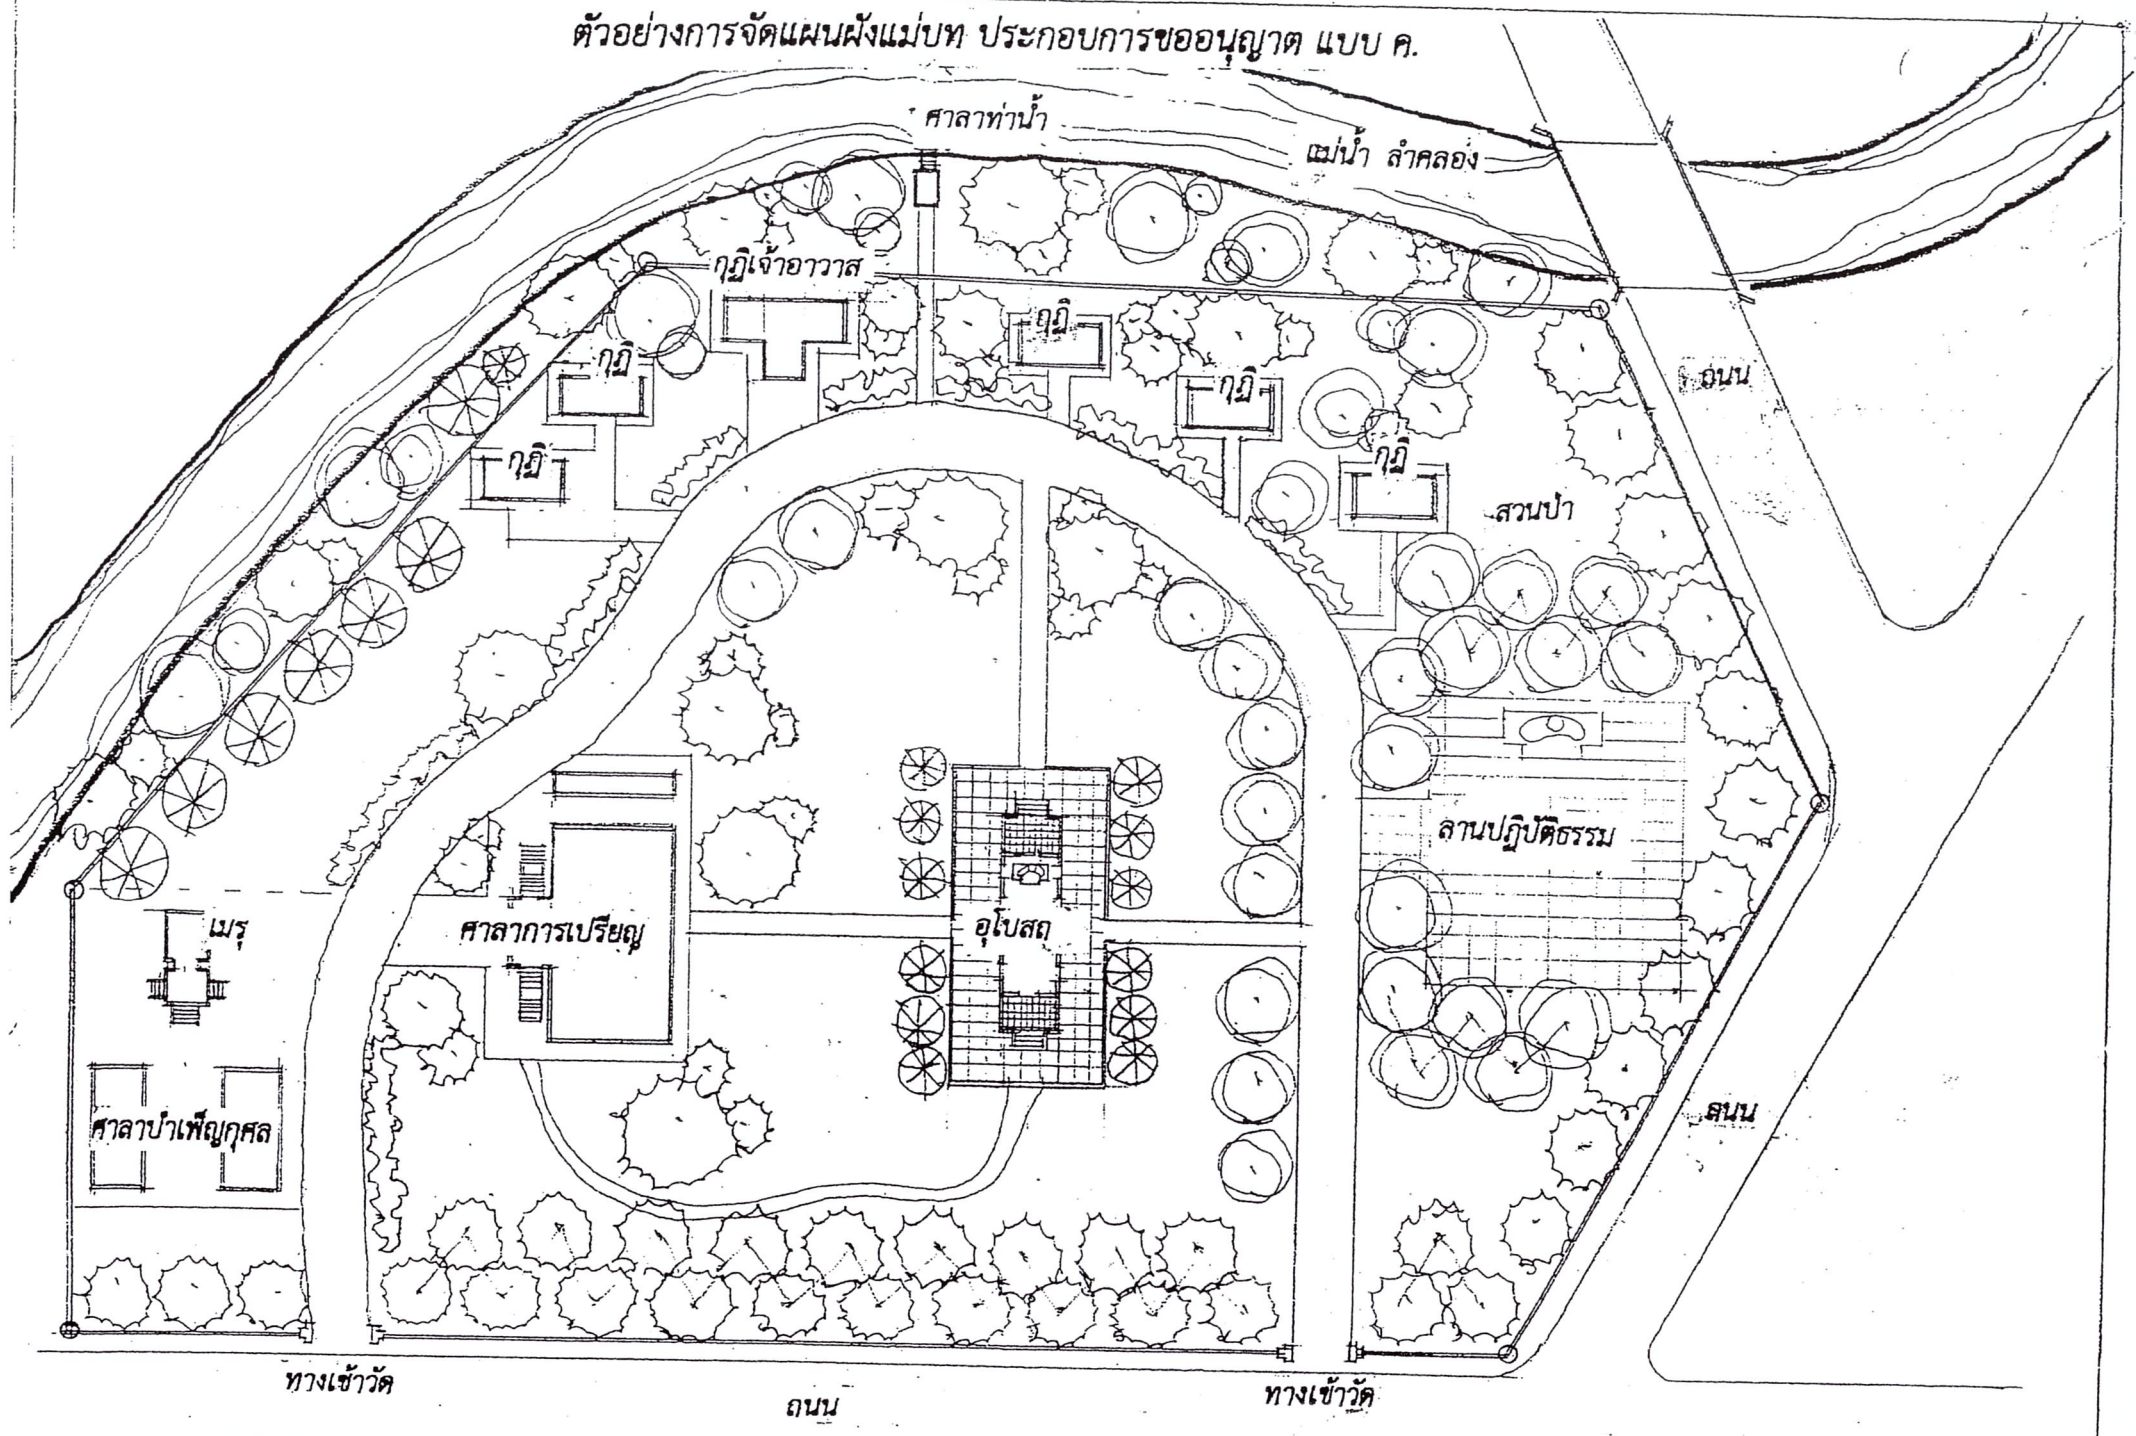 ตัวอย่างการจัดแผนผังแม่บท ประกอบการขออนุญาต แบบ ค.
ศาลาท่าน้ำ
แม่น้ำ ลำคลอง
กุฏิเจ้าอาวาส
กุฏิ
กุฏิ
กุฏิ
ถนน
กุฏิ
กุฏิ
สวนป่า
ลานปฏิบัติธรรม
เมรุ
ศาลาการเปรียญ
อุโบสถ
ศาลาบำเพ็ญกุศล
ถนน
ทางเข้าวัด
ถนน
ทางเข้าวัด